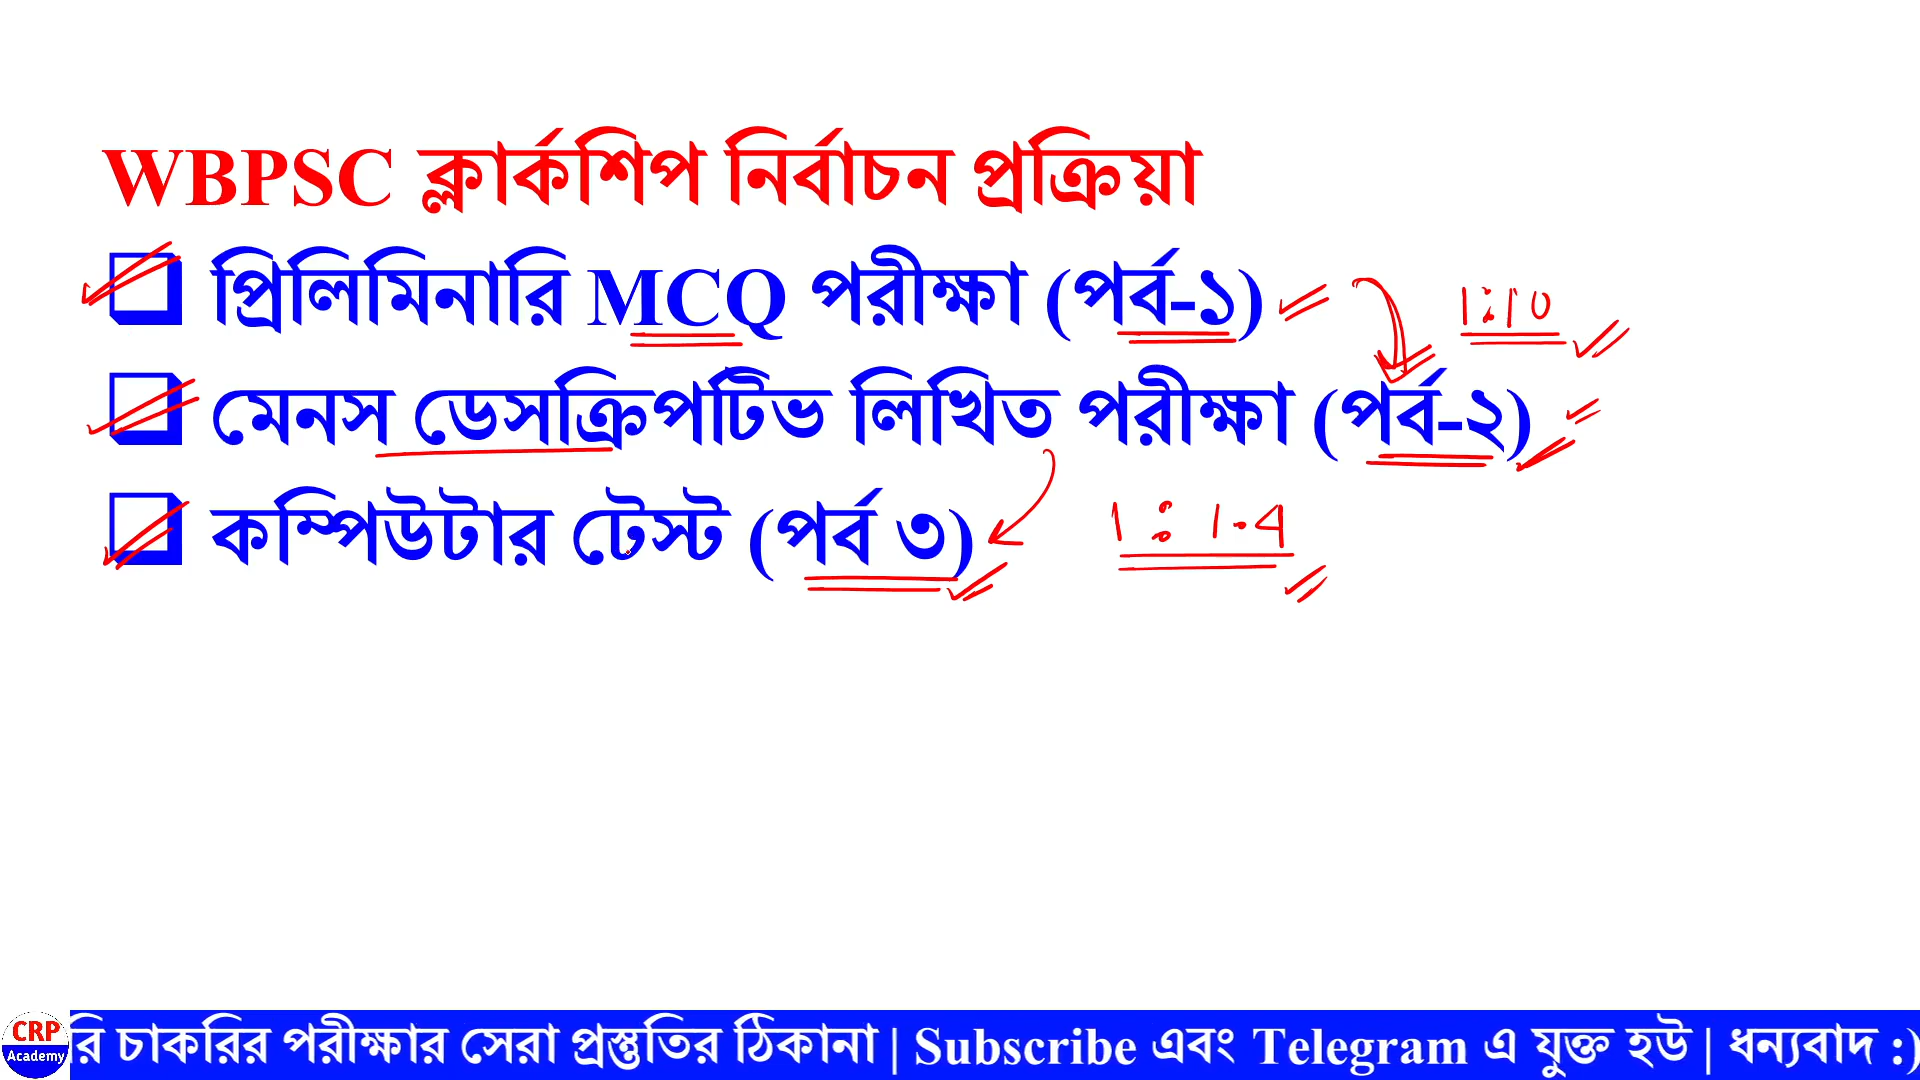 WBPSC ক্লার্কশিপ নির্বাচন প্রক্রিয়া
প্রিলিমিনারি MCQ পরীক্ষা (পর্ব-১) 1:10
মেনস ডেসক্রিপটিভ লিখিত পরীক্ষা (পর্ব-২)
কম্পিউটার টেস্ট (পর্ব ৩) 1 : 1.4
CRP
Academy
রি চাকরির পরীক্ষার সেরা প্রস্তুতির ঠিকানা | Subscribe এবং Telegram এ যুক্ত হউ | ধন্যবাদ :)